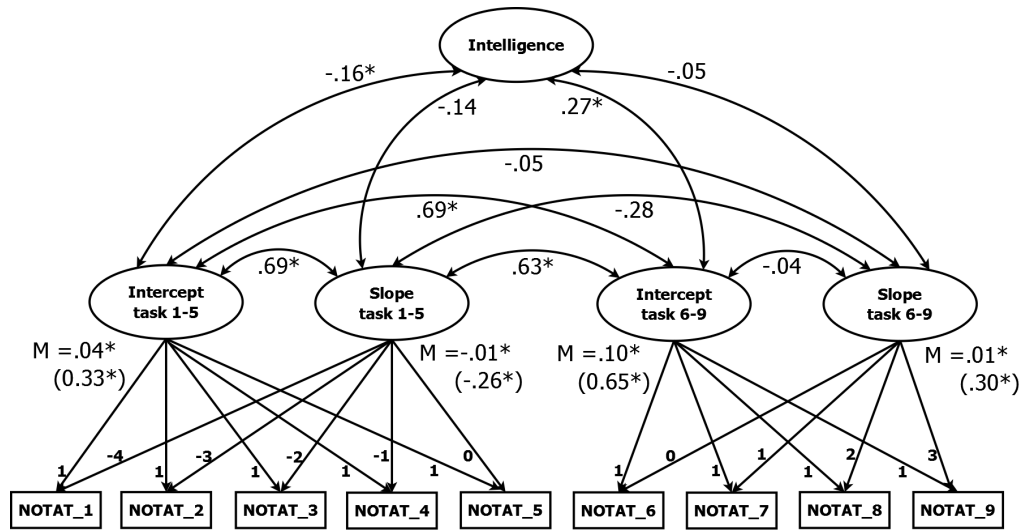 Intelligence
-.16*
-.14
.27*
-.05
-.05
.69*
-.28
.69*
.63*
-.04
Intercept
task 1-5
Slope
task 1-5
Intercept
task 6-9
Slope
task 6-9
M =.04*
(0.33*)
M =-.01*
(-.26*)
M =.10*
(0.65*)
M =.01*
(.30*)
1
-4
1
-3
1
-2
1
-1
1
0
1
0
1
1
1
2
1
3
NOTAT_1
NOTAT_2
NOTAT_3
NOTAT_4
NOTAT_5
NOTAT_6
NOTAT_7
NOTAT_8
NOTAT_9